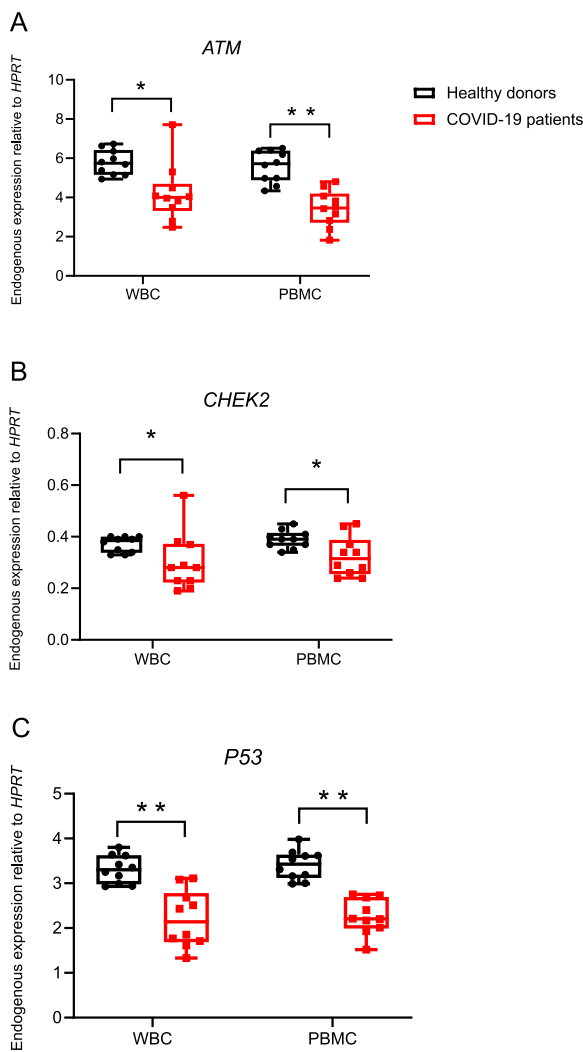 A
ATM
Endogenous expression relative to HPRT
10
8
6
4
2
0
*
* *
WBC
PBMC
Healthy donors
COVID-19 patients
B
CHEK2
Endogenous expression relative to HPRT
0.8
0.6
0.4
0.2
0.0
*
*
WBC
PBMC
C
P53
Endogenous expression relative to HPRT
5
4
3
2
1
0
* *
* *
WBC
PBMC